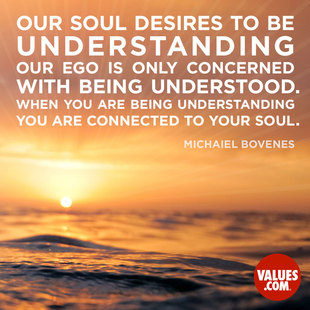 OUR SOUL DESIRES TO BE
UNDERSTANDING
OUR EGO IS ONLY CONCERNED
WITH BEING UNDERSTOOD.
WHEN YOU ARE BEING UNDERSTANDING
YOU ARE CONNECTED TO YOUR SOUL.
MICHAIEL BOVENES
VALUES
.COM